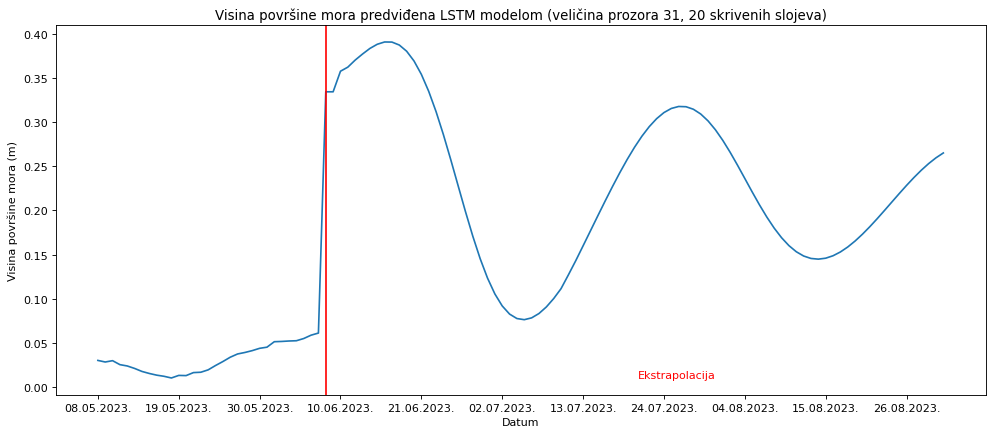 Visina površine mora predviđena LSTM modelom (veličina prozora 31, 20 skrivenih slojeva)
Visina površine mora (m)
0.40
0.35
0.30
0.25
0.20
0.15
0.10
0.05
0.00
Ekstrapolacija
08.05.2023. 19.05.2023. 30.05.2023. 10.06.2023. 21.06.2023. 02.07.2023. 13.07.2023. 24.07.2023. 04.08.2023. 15.08.2023. 26.08.2023.
Datum